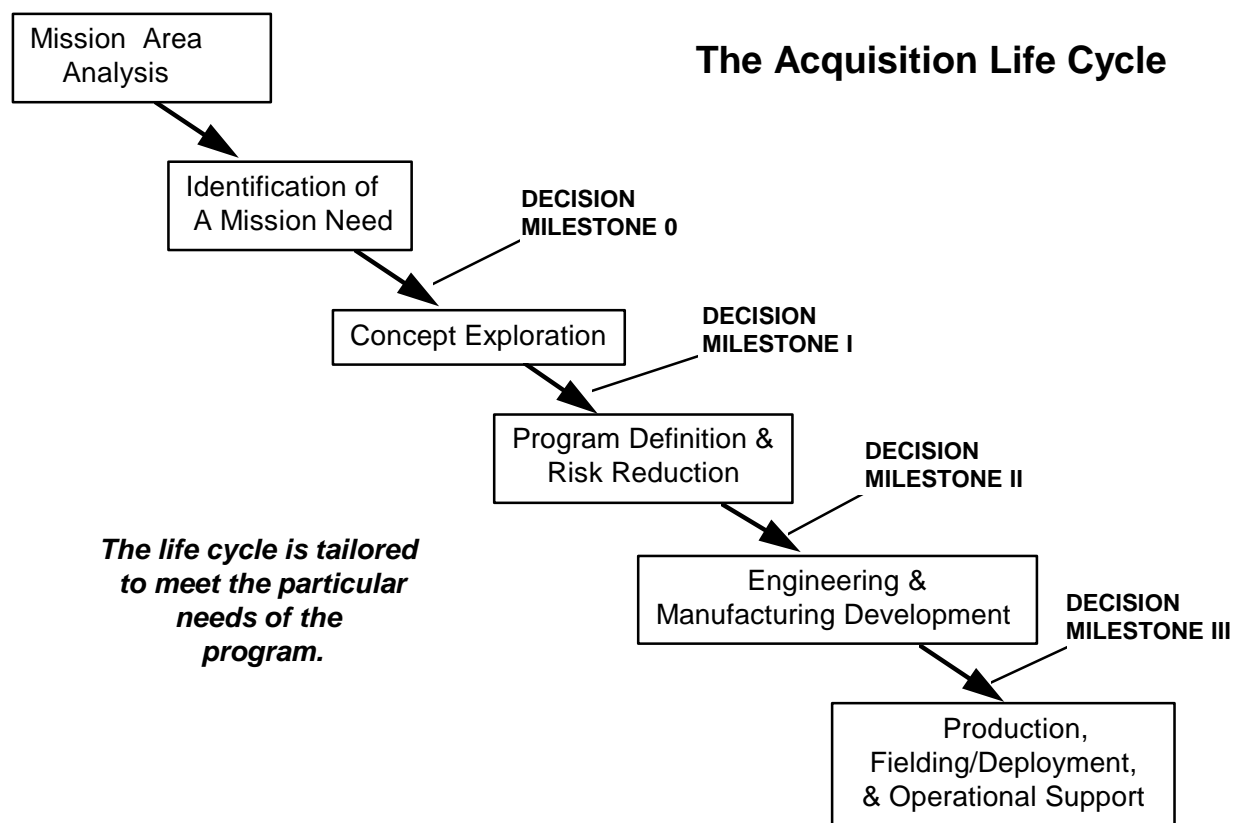 The Acquisition Life Cycle
Mission Area
Analysis
Identification of
A Mission Need
DECISION
MILESTONE 0
Concept Exploration
DECISION
MILESTONE I
Program Definition &
Risk Reduction
DECISION
MILESTONE II
Engineering &
Manufacturing Development
DECISION
MILESTONE III
Production,
Fielding/Deployment,
& Operational Support
The life cycle is tailored
to meet the particular
needs of the
program.